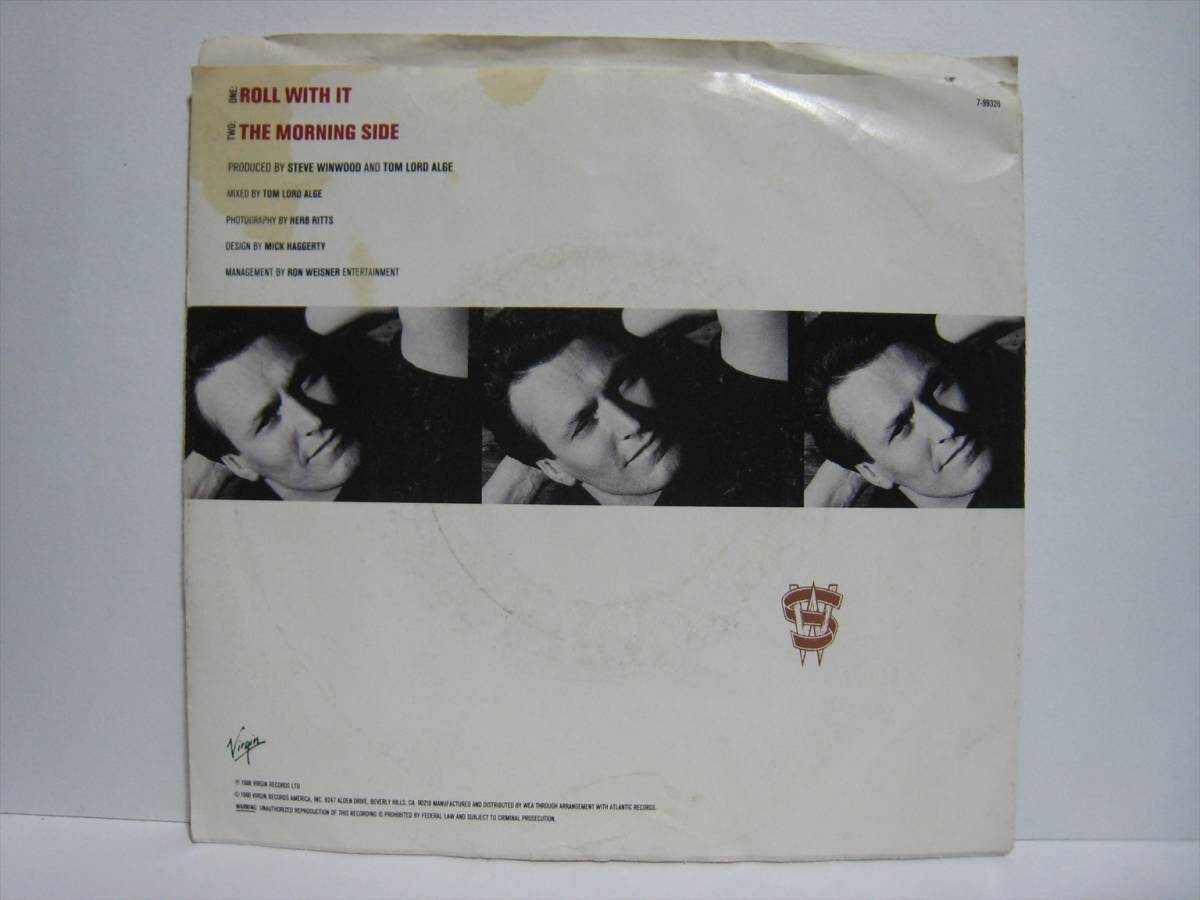 ONE: ROLL WITH IT
7-99326
TWO: THE MORNING SIDE
PRODUCED BY STEVE WINWOOD AND TOM LORD ALGE
MIXED BY TOM LORD ALGE
PHOTOGRAPHY BY HERB RITTS
DESIGN BY MICK HAGGERTY
MANAGEMENT BY RON WEISNER ENTERTAINMENT
SW
Virgin
℗ 1988 VIRGIN RECORDS LTD.
© 1988 VIRGIN RECORDS AMERICA, INC. 9247 ALDEN DRIVE, BEVERLY HILLS, CA. 90210 MANUFACTURED AND DISTRIBUTED BY WEA THROUGH ARRANGEMENT WITH ATLANTIC RECORDS.
WARNING: UNAUTHORIZED REPRODUCTION OF THIS RECORDING IS PROHIBITED BY FEDERAL LAW AND SUBJECT TO CRIMINAL PROSECUTION.